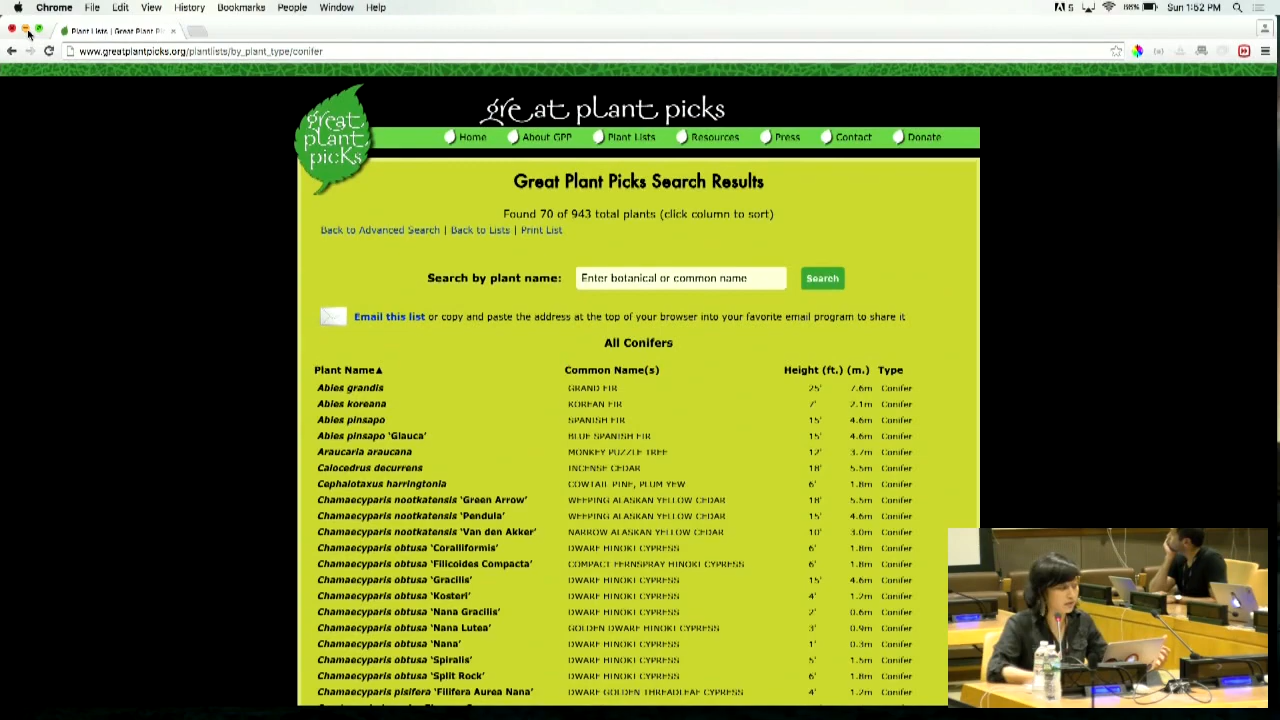 Chrome File Edit View History Bookmarks People Window Help 5 66% Sun 1:52 PM
Plant Lists | Great Plant Pi
www.greatplantpicks.org/plantlists/by_plant_type/conifer
great plant picks
great
plant
picks
Home About GPP Plant Lists Resources Press Contact Donate
Great Plant Picks Search Results
Found 70 of 943 total plants (click column to sort)
Back to Advanced Search | Back to Lists | Print List
Search by plant name: Enter botanical or common name Search
Email this list or copy and paste the address at the top of your browser into your favorite email program to share it
All Conifers
Plant Name▲ Common Name(s) Height (ft.) (m.) Type
Abies grandis GRAND FIR 25' 7.6m Conifer
Abies koreana KOREAN FIR 7' 2.1m Conifer
Abies pinsapo SPANISH FIR 15' 4.6m Conifer
Abies pinsapo 'Glauca' BLUE SPANISH FIR 15' 4.6m Conifer
Araucaria araucana MONKEY PUZZLE TREE 12' 3.7m Conifer
Calocedrus decurrens INCENSE CEDAR 18' 5.5m Conifer
Cephalotaxus harringtonia COWTAIL PINE, PLUM YEW 6' 1.8m Conifer
Chamaecyparis nootkatensis 'Green Arrow' WEEPING ALASKAN YELLOW CEDAR 18' 5.5m Conifer
Chamaecyparis nootkatensis 'Pendula' WEEPING ALASKAN YELLOW CEDAR 15' 4.6m Conifer
Chamaecyparis nootkatensis 'Van den Akker' NARROW ALASKAN YELLOW CEDAR 10' 3.0m Conifer
Chamaecyparis obtusa 'Coralliformis' DWARF HINOKI CYPRESS 6' 1.8m Conifer
Chamaecyparis obtusa 'Filicoides Compacta' COMPACT FERNSPRAY HINOKI CYPRESS 6' 1.8m Conifer
Chamaecyparis obtusa 'Gracilis' DWARF HINOKI CYPRESS 15' 4.6m Conifer
Chamaecyparis obtusa 'Kosteri' DWARF HINOKI CYPRESS 4' 1.2m Conifer
Chamaecyparis obtusa 'Nana Gracilis' DWARF HINOKI CYPRESS 2' 0.6m Conifer
Chamaecyparis obtusa 'Nana Lutea' GOLDEN DWARF HINOKI CYPRESS 3' 0.9m Conifer
Chamaecyparis obtusa 'Nana' DWARF HINOKI CYPRESS 1' 0.3m Conifer
Chamaecyparis obtusa 'Spiralis' DWARF HINOKI CYPRESS 5' 1.5m Conifer
Chamaecyparis obtusa 'Split Rock' DWARF HINOKI CYPRESS 6' 1.8m Conifer
Chamaecyparis pisifera 'Filifera Aurea Nana' DWARF GOLDEN THREADLEAF CYPRESS 4' 1.2m Conifer